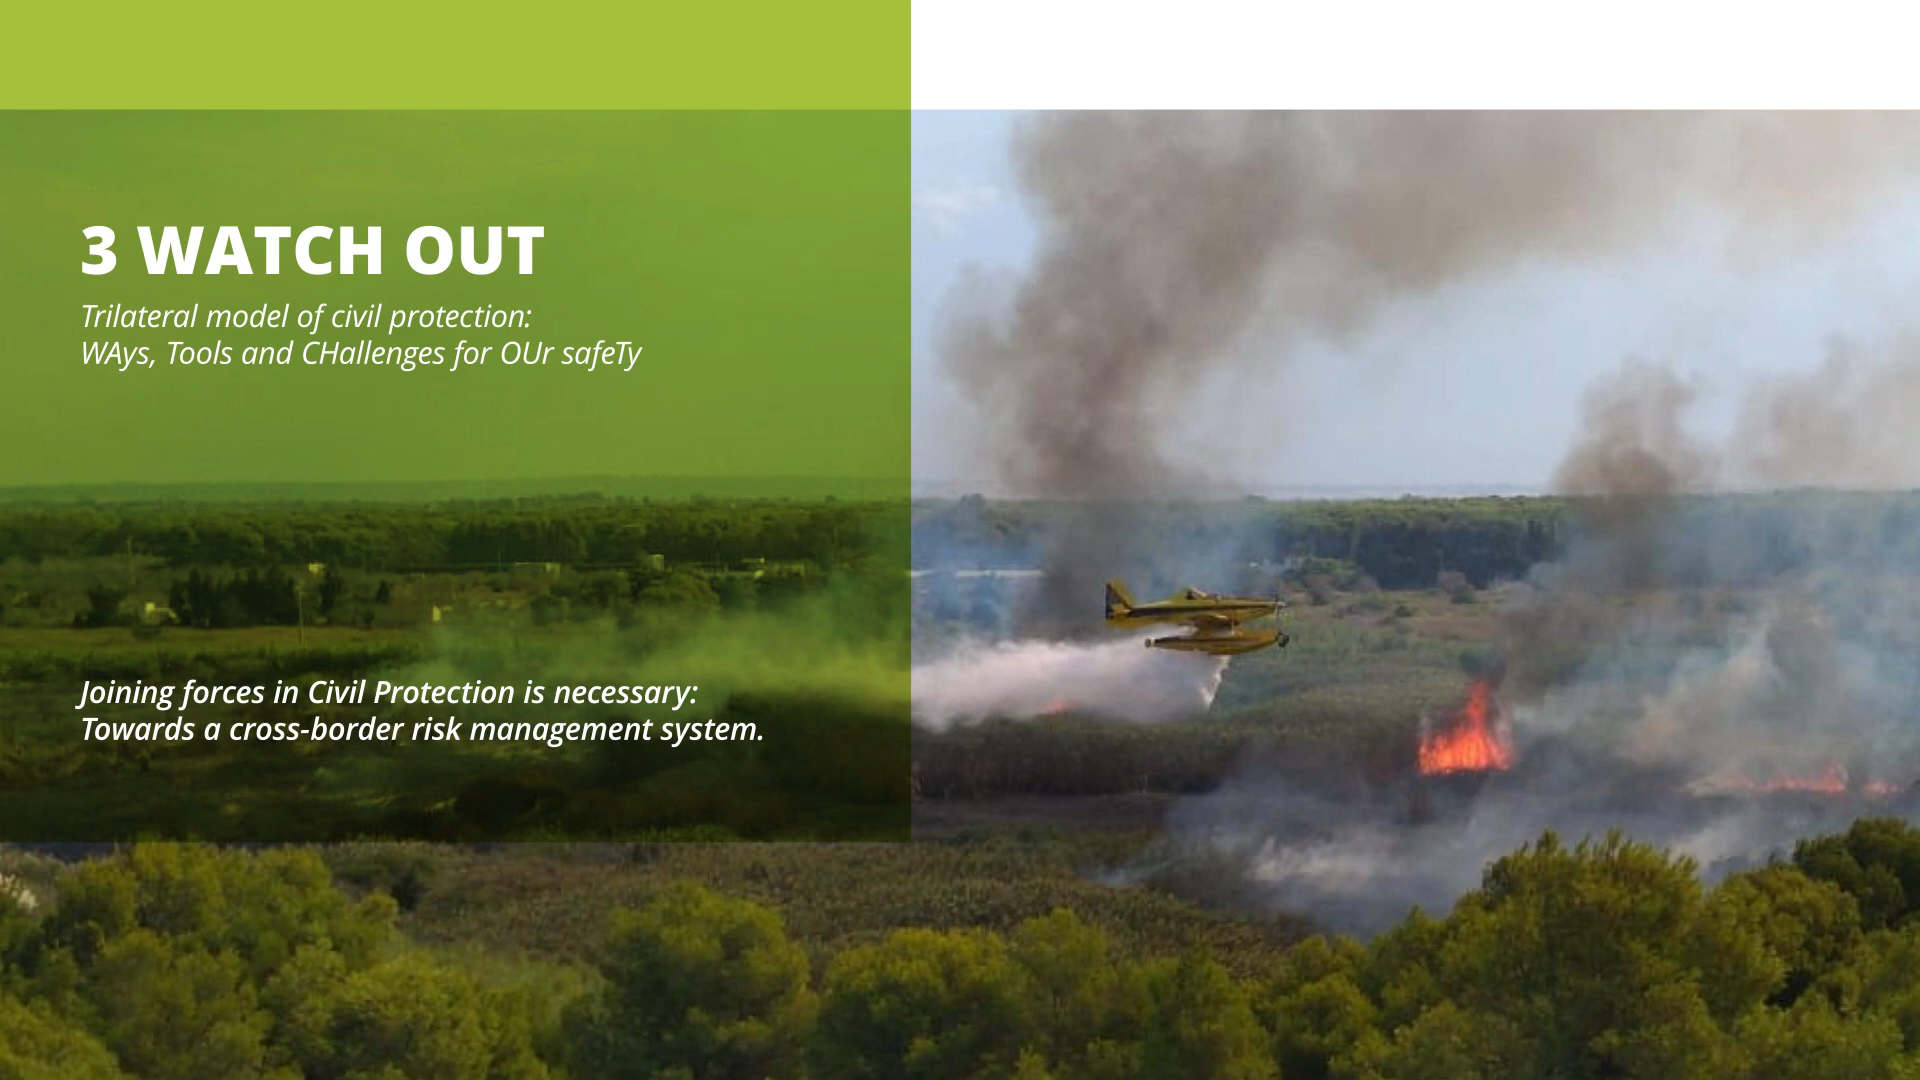 3 WATCH OUT
Trilateral model of civil protection:
WAys, Tools and CHallenges for OUr safeTy
Joining forces in Civil Protection is necessary:
Towards a cross-border risk management system.